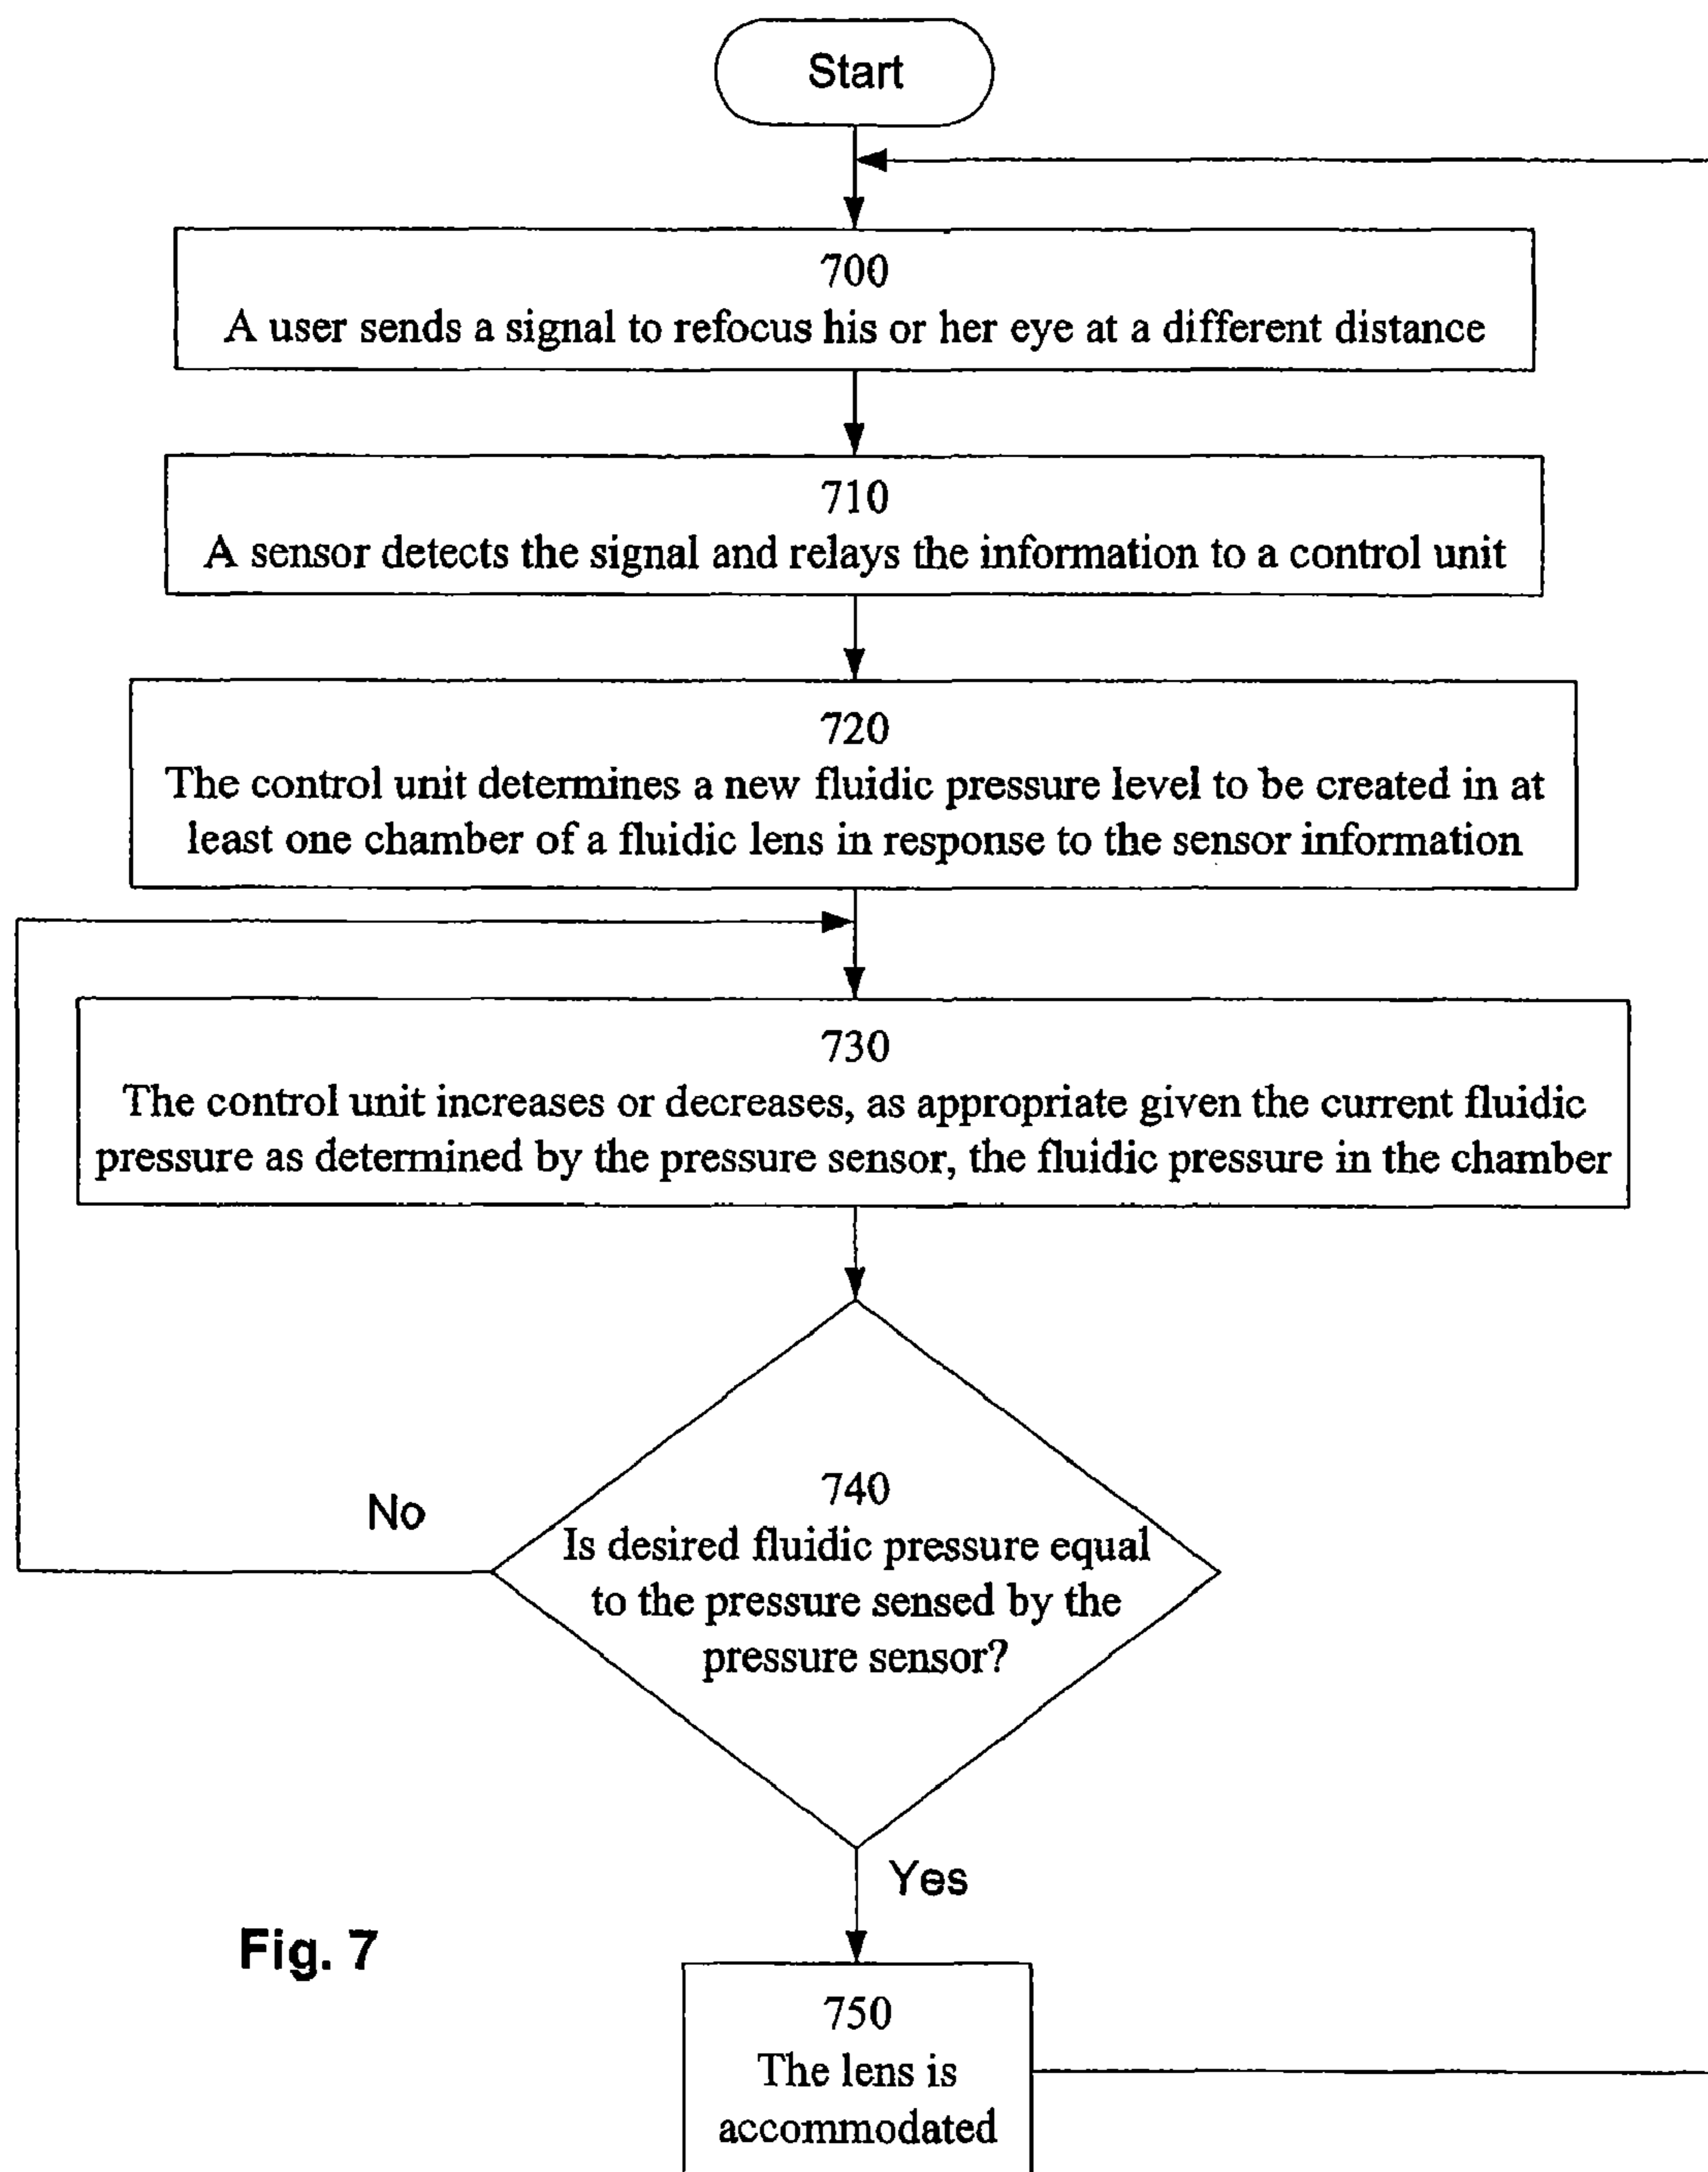 Start
700
A user sends a signal to refocus his or her eye at a different distance
710
A sensor detects the signal and relays the information to a control unit
720
The control unit determines a new fluidic pressure level to be created in at
least one chamber of a fluidic lens in response to the sensor information
730
The control unit increases or decreases, as appropriate given the current fluidic
pressure as determined by the pressure sensor, the fluidic pressure in the chamber
740
Is desired fluidic pressure equal
to the pressure sensed by the
pressure sensor?
No
Yes
Fig. 7
750
The lens is
accommodated